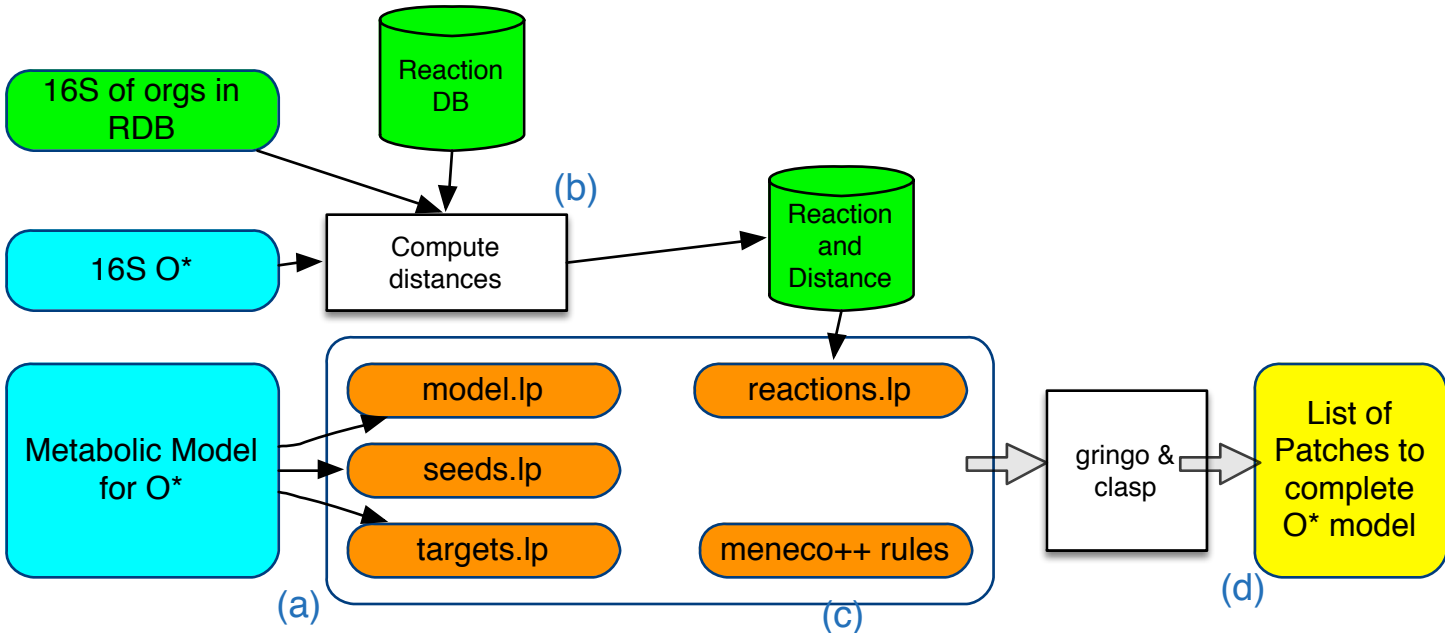 Reaction
DB
16S of orgs in
RDB
(b)
Reaction
and
Distance
16S O*
Compute
distances
Metabolic Model
for O*
model.lp
seeds.lp
targets.lp
reactions.lp
meneco++ rules
gringo &
clasp
List of
Patches to
complete
O* model
(a)
(c)
(d)